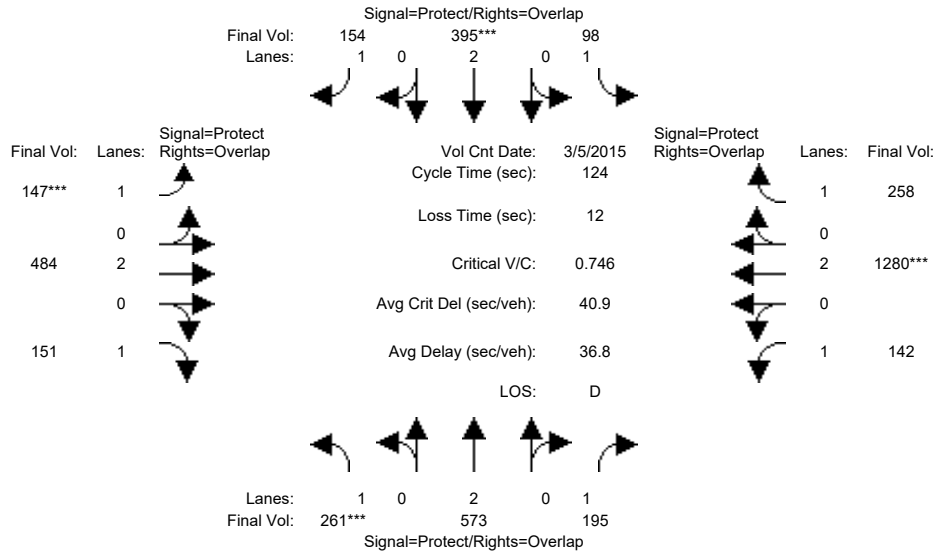 Signal=Protect/Rights=Overlap
Final Vol: 154 395*** 98
Lanes: 1 0 2 0 1
Signal=Protect Signal=Protect
Final Vol: Lanes: Rights=Overlap Vol Cnt Date: 3/5/2015 Rights=Overlap Lanes: Final Vol:
Cycle Time (sec): 124
147*** 1 1 258
Loss Time (sec): 12
0 0
484 2 Critical V/C: 0.746 2 1280***
0 Avg Crit Del (sec/veh): 40.9 0
151 1 Avg Delay (sec/veh): 36.8 1 142
LOS: D
Lanes: 1 0 2 0 1
Final Vol: 261*** 573 195
Signal=Protect/Rights=Overlap